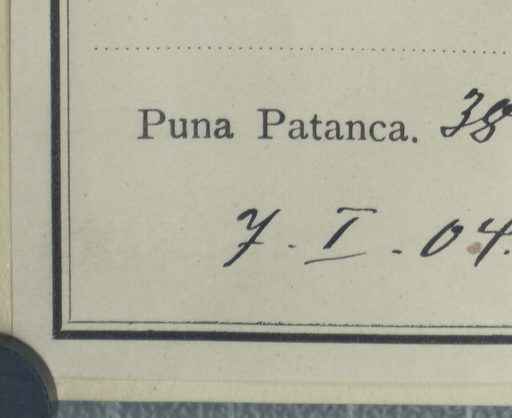 Puna Patanca. 38
7. I. 04.